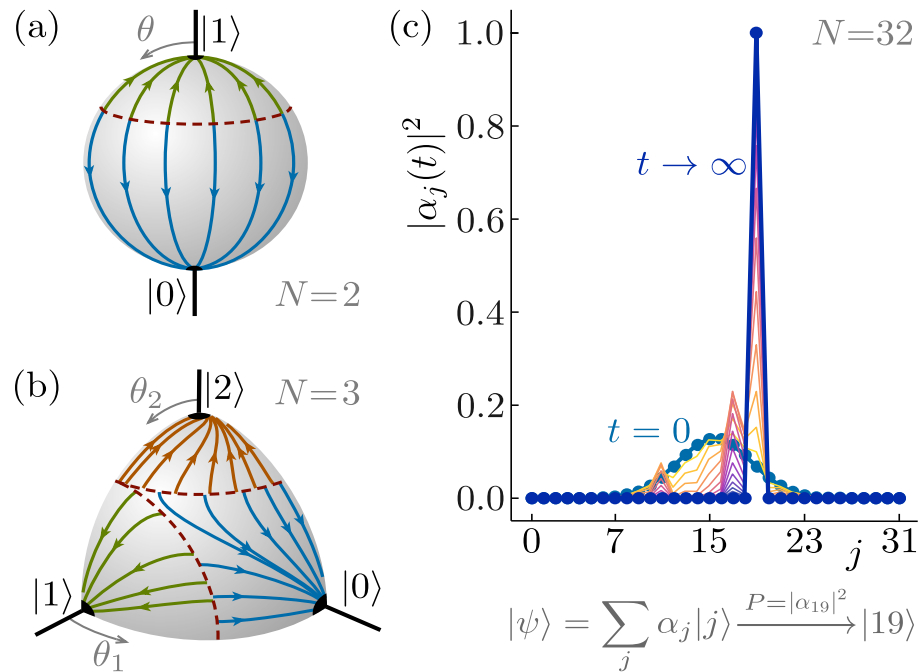 (a)
θ
|1⟩
|0⟩
N=2
(b)
θ₂
|2⟩
N=3
|1⟩
|0⟩
θ₁
(c)
N=32
|αⱼ(t)|²
1.0
0.8
0.6
0.4
0.2
0.0
t → ∞
t = 0
0 7 15 23 31
j
|ψ⟩ = ∑ⱼ αⱼ|j⟩ P=|α₁₉|² → |19⟩